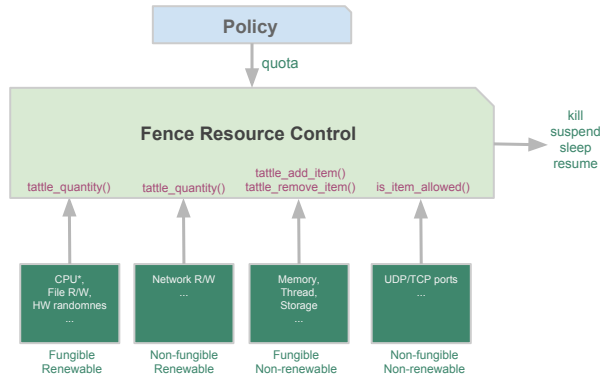 Policy
quota
Fence Resource Control
kill
suspend
sleep
resume
tattle_quantity()
tattle_quantity()
tattle_add_item()
tattle_remove_item()
is_item_allowed()
CPU*,
File R/W,
HW randomnes
...
Network R/W
...
Memory,
Thread,
Storage
...
UDP/TCP ports
...
Fungible
Renewable
Non-fungible
Renewable
Fungible
Non-renewable
Non-fungible
Non-renewable